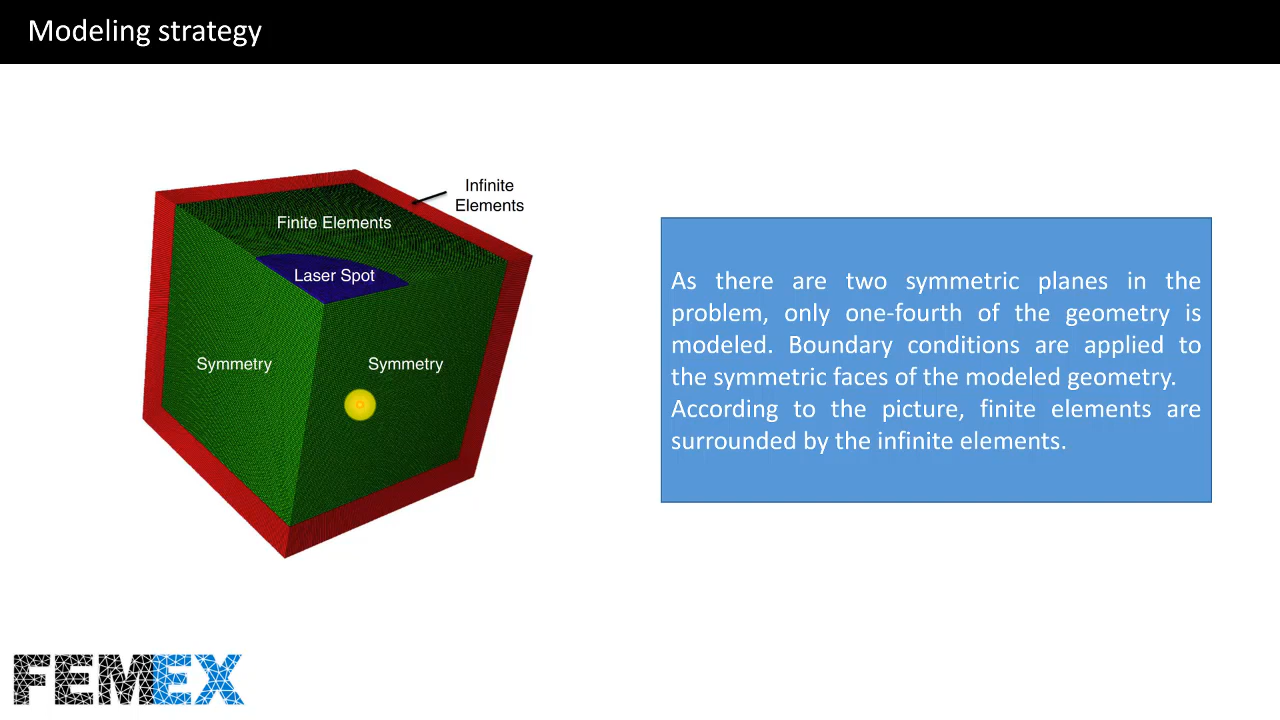 Modeling strategy
Infinite
Elements
Finite Elements
Laser Spot
Symmetry
Symmetry
As there are two symmetric planes in the
problem, only one-fourth of the geometry is
modeled. Boundary conditions are applied to
the symmetric faces of the modeled geometry.
According to the picture, finite elements are
surrounded by the infinite elements.
FEMEX